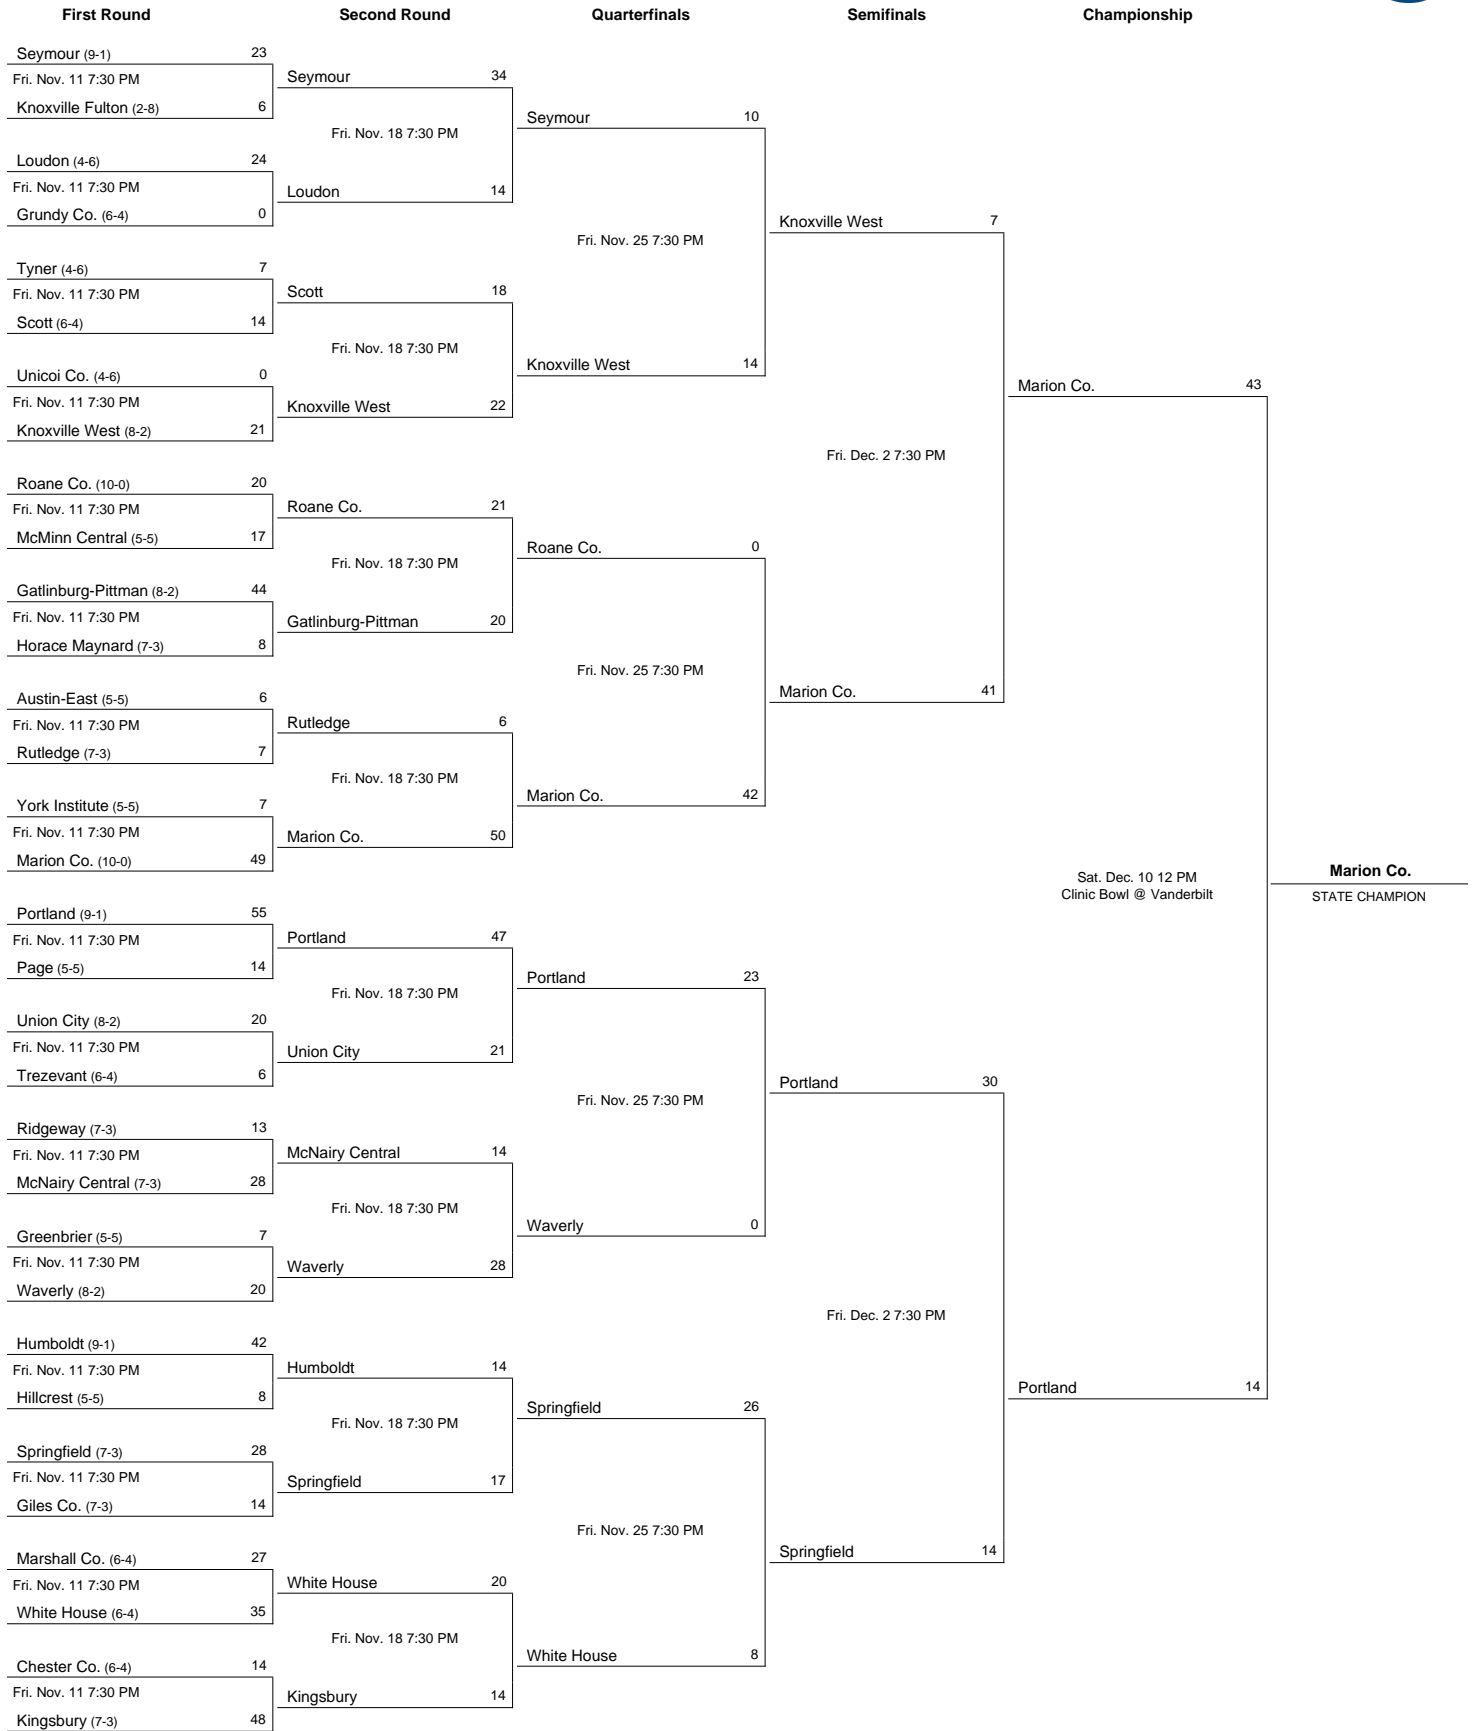 First Round
Second Round
Quarterfinals
Semifinals
Championship
Seymour (9-1) 23
Fri. Nov. 11 7:30 PM
Knoxville Fulton (2-8) 6
Loudon (4-6) 24
Fri. Nov. 11 7:30 PM
Grundy Co. (6-4) 0
Tyner (4-6) 7
Fri. Nov. 11 7:30 PM
Scott (6-4) 14
Unicoi Co. (4-6) 0
Fri. Nov. 11 7:30 PM
Knoxville West (8-2) 21
Roane Co. (10-0) 20
Fri. Nov. 11 7:30 PM
McMinn Central (5-5) 17
Gatlinburg-Pittman (8-2) 44
Fri. Nov. 11 7:30 PM
Horace Maynard (7-3) 8
Austin-East (5-5) 6
Fri. Nov. 11 7:30 PM
Rutledge (7-3) 7
York Institute (5-5) 7
Fri. Nov. 11 7:30 PM
Marion Co. (10-0) 49
Portland (9-1) 55
Fri. Nov. 11 7:30 PM
Page (5-5) 14
Union City (8-2) 20
Fri. Nov. 11 7:30 PM
Trezevant (6-4) 6
Ridgeway (7-3) 13
Fri. Nov. 11 7:30 PM
McNairy Central (7-3) 28
Greenbrier (5-5) 7
Fri. Nov. 11 7:30 PM
Waverly (8-2) 20
Humboldt (9-1) 42
Fri. Nov. 11 7:30 PM
Hillcrest (5-5) 8
Springfield (7-3) 28
Fri. Nov. 11 7:30 PM
Giles Co. (7-3) 14
Marshall Co. (6-4) 27
Fri. Nov. 11 7:30 PM
White House (6-4) 35
Chester Co. (6-4) 14
Fri. Nov. 11 7:30 PM
Kingsbury (7-3) 48
Seymour 34
Fri. Nov. 18 7:30 PM
Loudon 14
Scott 18
Fri. Nov. 18 7:30 PM
Knoxville West 22
Roane Co. 21
Fri. Nov. 18 7:30 PM
Gatlinburg-Pittman 20
Rutledge 6
Fri. Nov. 18 7:30 PM
Marion Co. 50
Portland 47
Fri. Nov. 18 7:30 PM
Union City 21
McNairy Central 14
Fri. Nov. 18 7:30 PM
Waverly 28
Humboldt 14
Fri. Nov. 18 7:30 PM
Springfield 17
White House 20
Fri. Nov. 18 7:30 PM
Kingsbury 14
Seymour 10
Fri. Nov. 25 7:30 PM
Knoxville West 14
Roane Co. 0
Fri. Nov. 25 7:30 PM
Marion Co. 42
Portland 23
Fri. Nov. 25 7:30 PM
Waverly 0
Springfield 26
Fri. Nov. 25 7:30 PM
White House 8
Knoxville West 7
Fri. Dec. 2 7:30 PM
Marion Co. 41
Portland 30
Fri. Dec. 2 7:30 PM
Springfield 14
Marion Co. 43
Sat. Dec. 10 12 PM
Clinic Bowl @ Vanderbilt
Portland 14
Marion Co.
STATE CHAMPION